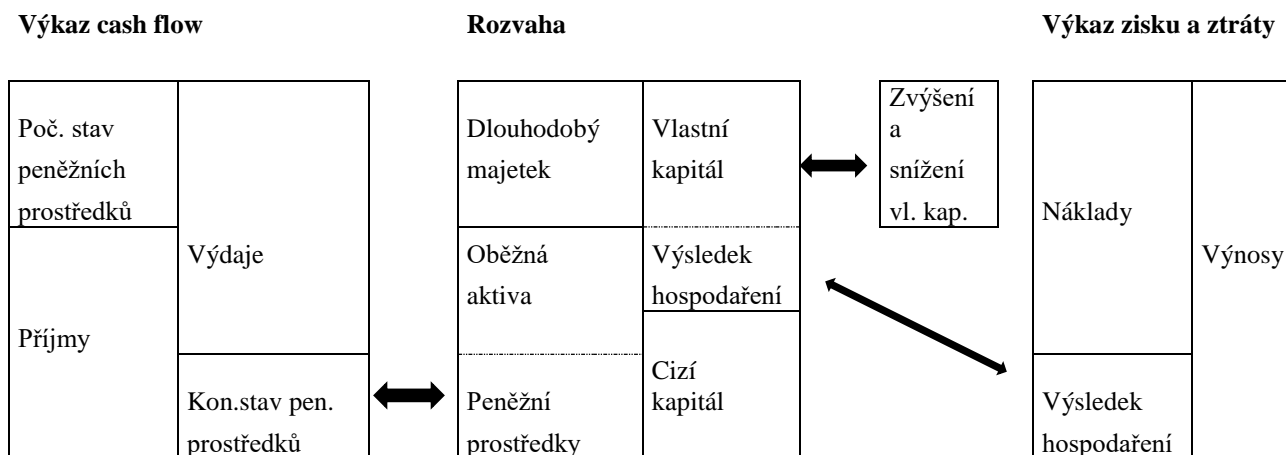 Výkaz cash flow
Rozvaha
Výkaz zisku a ztráty
Poč. stav
peněžních
prostředků
Příjmy
Výdaje
Kon.stav pen.
prostředků
Dlouhodobý
majetek
Oběžná
aktiva
Peněžní
prostředky
Vlastní
kapitál
Výsledek
hospodaření
Cizí
kapitál
Zvýšení
a
snížení
vl. kap.
Náklady
Výsledek
hospodaření
Výnosy